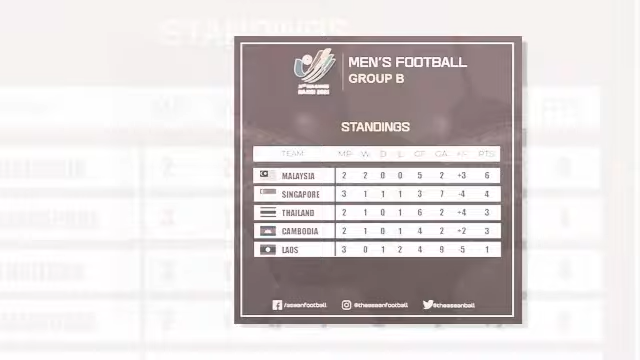 STANDINGS
MEN'S FOOTBALL
GROUP B
HANOI 2021
STANDINGS
TEAM MP W D L GF GA +/- PTS
MALAYSIA 2 2 0 0 5 2 +3 6
SINGAPORE 3 1 1 1 3 7 -4 4
THAILAND 2 1 0 1 6 2 +4 3
CAMBODIA 2 1 0 1 4 2 +2 3
LAOS 3 0 1 2 4 9 -5 1
/aseanfootball @theaseanfootball @theaseanball